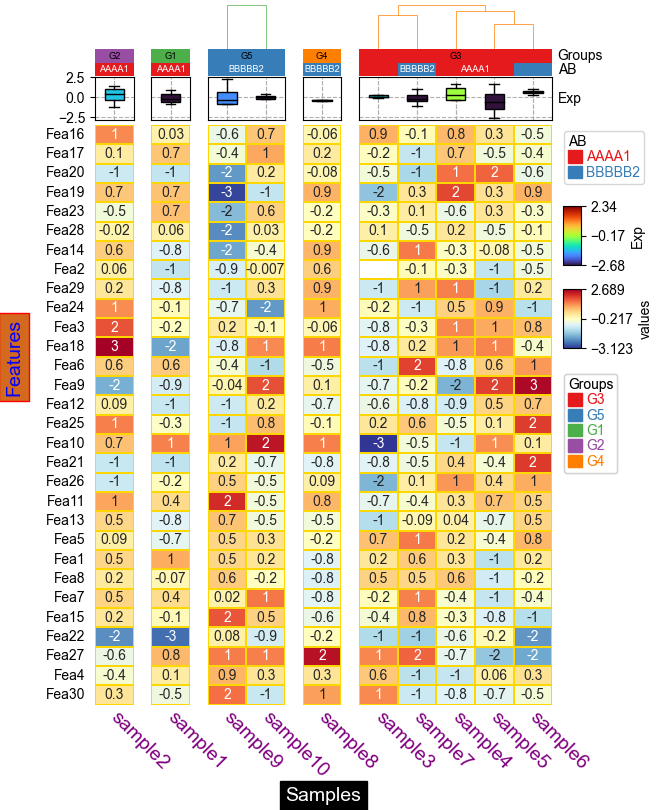 G2 G1 G5 G4 G3 Groups
AAAA1 AAAA1 BBBBB2 BBBBB2 BBBBB2 AAAA1 AB
2.5
0.0
−2.5
Exp
Fea16 1 0.03 -0.6 0.7 -0.06 0.9 -0.1 0.8 0.3 -0.5
Fea17 0.1 0.7 -0.4 1 0.2 -0.2 -1 0.7 -0.5 -0.4
Fea20 -1 -1 -2 0.2 -0.08 -0.5 -1 1 2 -0.6
Fea19 0.7 0.7 -3 -1 0.9 -2 0.3 2 0.3 0.9
Fea23 -0.5 0.7 -2 0.6 -0.2 -0.3 0.1 -0.6 0.3 -0.3
Fea28 -0.02 0.06 -2 0.03 -0.2 0.1 -0.5 0.2 -0.5 -0.1
Fea14 0.6 -0.8 -2 -0.4 0.9 -0.6 1 -0.3 -0.08 -0.5
Fea2 0.06 -1 -0.9 -0.007 0.6 -0.1 -0.3 -1 -0.5
Fea29 0.2 -0.8 -1 0.3 0.9 -1 1 1 -1 0.2
Fea24 1 -0.1 -0.7 -2 1 -0.2 -1 0.5 0.9 -1
Fea3 2 -0.2 0.2 -0.1 -0.06 -0.8 -0.3 1 1 0.8
Fea18 3 -2 -0.8 1 1 -0.8 0.2 1 1 -0.4
Fea6 0.6 0.6 -0.4 -1 -0.5 -1 2 -0.8 0.6 1
Fea9 -2 -0.9 -0.04 2 0.1 -0.7 -0.2 -2 2 3
Fea12 0.09 -1 -1 0.2 -0.7 -0.6 -0.8 -0.9 0.5 0.7
Fea25 1 -0.3 -1 0.8 -0.1 0.2 0.6 -0.5 0.1 2
Fea10 0.7 1 1 2 1 -3 -0.5 -1 1 0.1
Fea21 -1 -1 0.2 -0.7 -0.8 -0.8 -0.5 0.4 -0.4 2
Fea26 -1 -0.2 0.5 -0.5 0.09 -2 0.1 1 0.4 1
Fea11 1 0.4 2 -0.5 0.8 -0.7 -0.4 0.3 0.7 0.5
Fea13 0.5 -0.8 0.7 -0.5 -0.5 -1 -0.09 0.04 -0.7 0.5
Fea5 0.09 -0.7 0.5 0.3 -0.2 0.7 1 0.2 -0.4 0.8
Fea1 0.5 1 0.5 0.2 -0.8 0.2 0.6 0.3 -1 0.2
Fea8 0.2 -0.07 0.6 -0.2 -0.8 0.5 0.5 0.6 -1 -0.2
Fea7 0.5 0.4 0.02 1 -0.8 -0.2 1 -0.4 -1 -0.4
Fea15 0.2 -0.1 2 0.5 -0.6 -0.4 0.8 -0.3 -0.8 -1
Fea22 -2 -3 0.08 -0.9 -0.2 -1 -1 -0.6 -0.2 -2
Fea27 -0.6 0.8 1 1 2 1 2 -0.7 -2 -2
Fea4 -0.4 0.1 0.9 0.3 0.3 0.6 -1 -1 0.06 0.3
Fea30 0.3 -0.5 2 -1 1 1 -1 -0.8 -0.7 -0.5
sample2 sample1 sample9 sample10 sample8 sample3 sample7 sample4 sample5 sample6
Samples
Features
AB
AAAA1
BBBBB2
2.34
−0.17
−2.68
Exp
2.689
−0.217
−3.123
values
Groups
G3
G5
G1
G2
G4